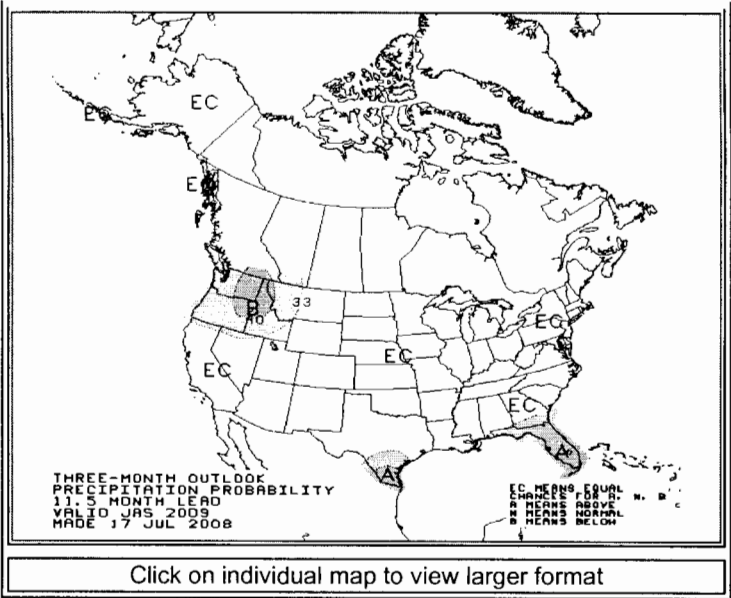 EC
EC
E
33
B
40
EC
EC
EC
EC
A
A
THREE-MONTH OUTLOOK
PRECIPITATION PROBABILITY
11.5 MONTH LEAD
VALID JAS 2009
MADE 17 JUL 2008
EC MEANS EQUAL
CHANCES FOR A, N, B
A MEANS ABOVE
N MEANS NORMAL
B MEANS BELOW
Click on individual map to view larger format